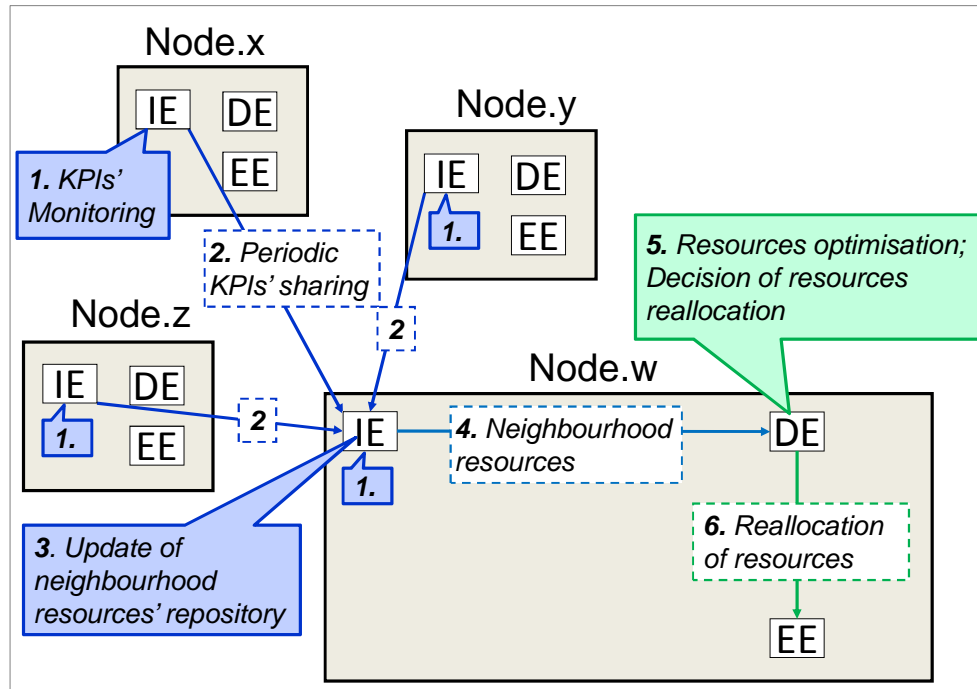 Node.x
IE
DE
EE
1. KPIs'
Monitoring
Node.y
IE
DE
EE
1.
2. Periodic
KPIs' sharing
2
5. Resources optimisation;
Decision of resources
reallocation
Node.z
IE
DE
EE
1.
2
Node.w
IE
1.
4. Neighbourhood
resources
DE
3. Update of
neighbourhood
resources' repository
6. Reallocation
of resources
EE